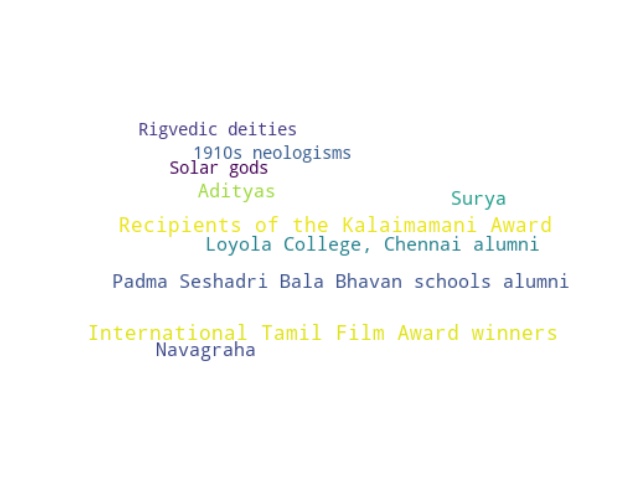 Rigvedic deities
1910s neologisms
Solar gods
Adityas
Surya
Recipients of the Kalaimamani Award
Loyola College, Chennai alumni
Padma Seshadri Bala Bhavan schools alumni
International Tamil Film Award winners
Navagraha